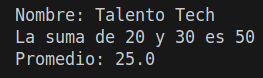 Nombre: Talento Tech
La suma de 20 y 30 es 50
Promedio: 25.0